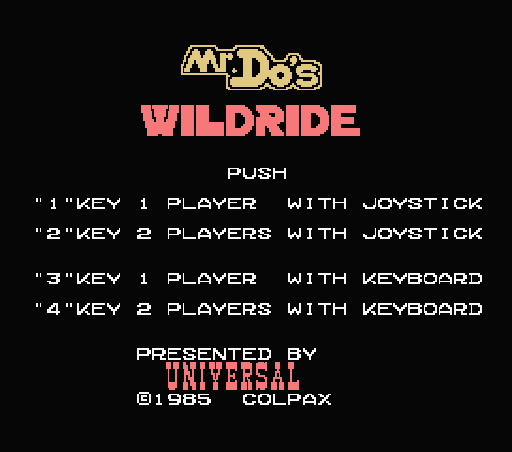 Mr. Do's
WILDRIDE
PUSH
"1"KEY 1 PLAYER WITH JOYSTICK
"2"KEY 2 PLAYERS WITH JOYSTICK
"3"KEY 1 PLAYER WITH KEYBOARD
"4"KEY 2 PLAYERS WITH KEYBOARD
PRESENTED BY
UNIVERSAL
©1985 COLPAX